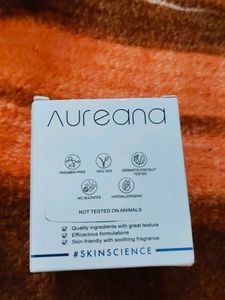 Aureana
PARABEN FREE
100% VEG
DERMATOLOGICALLY
TESTED
NO SULFATES
HYPOALLERGENIC
NOT TESTED ON ANIMALS
Quality ingredients with great texture
Efficacious formulations
Skin-friendly with soothing fragrance
#SKINSCIENCE